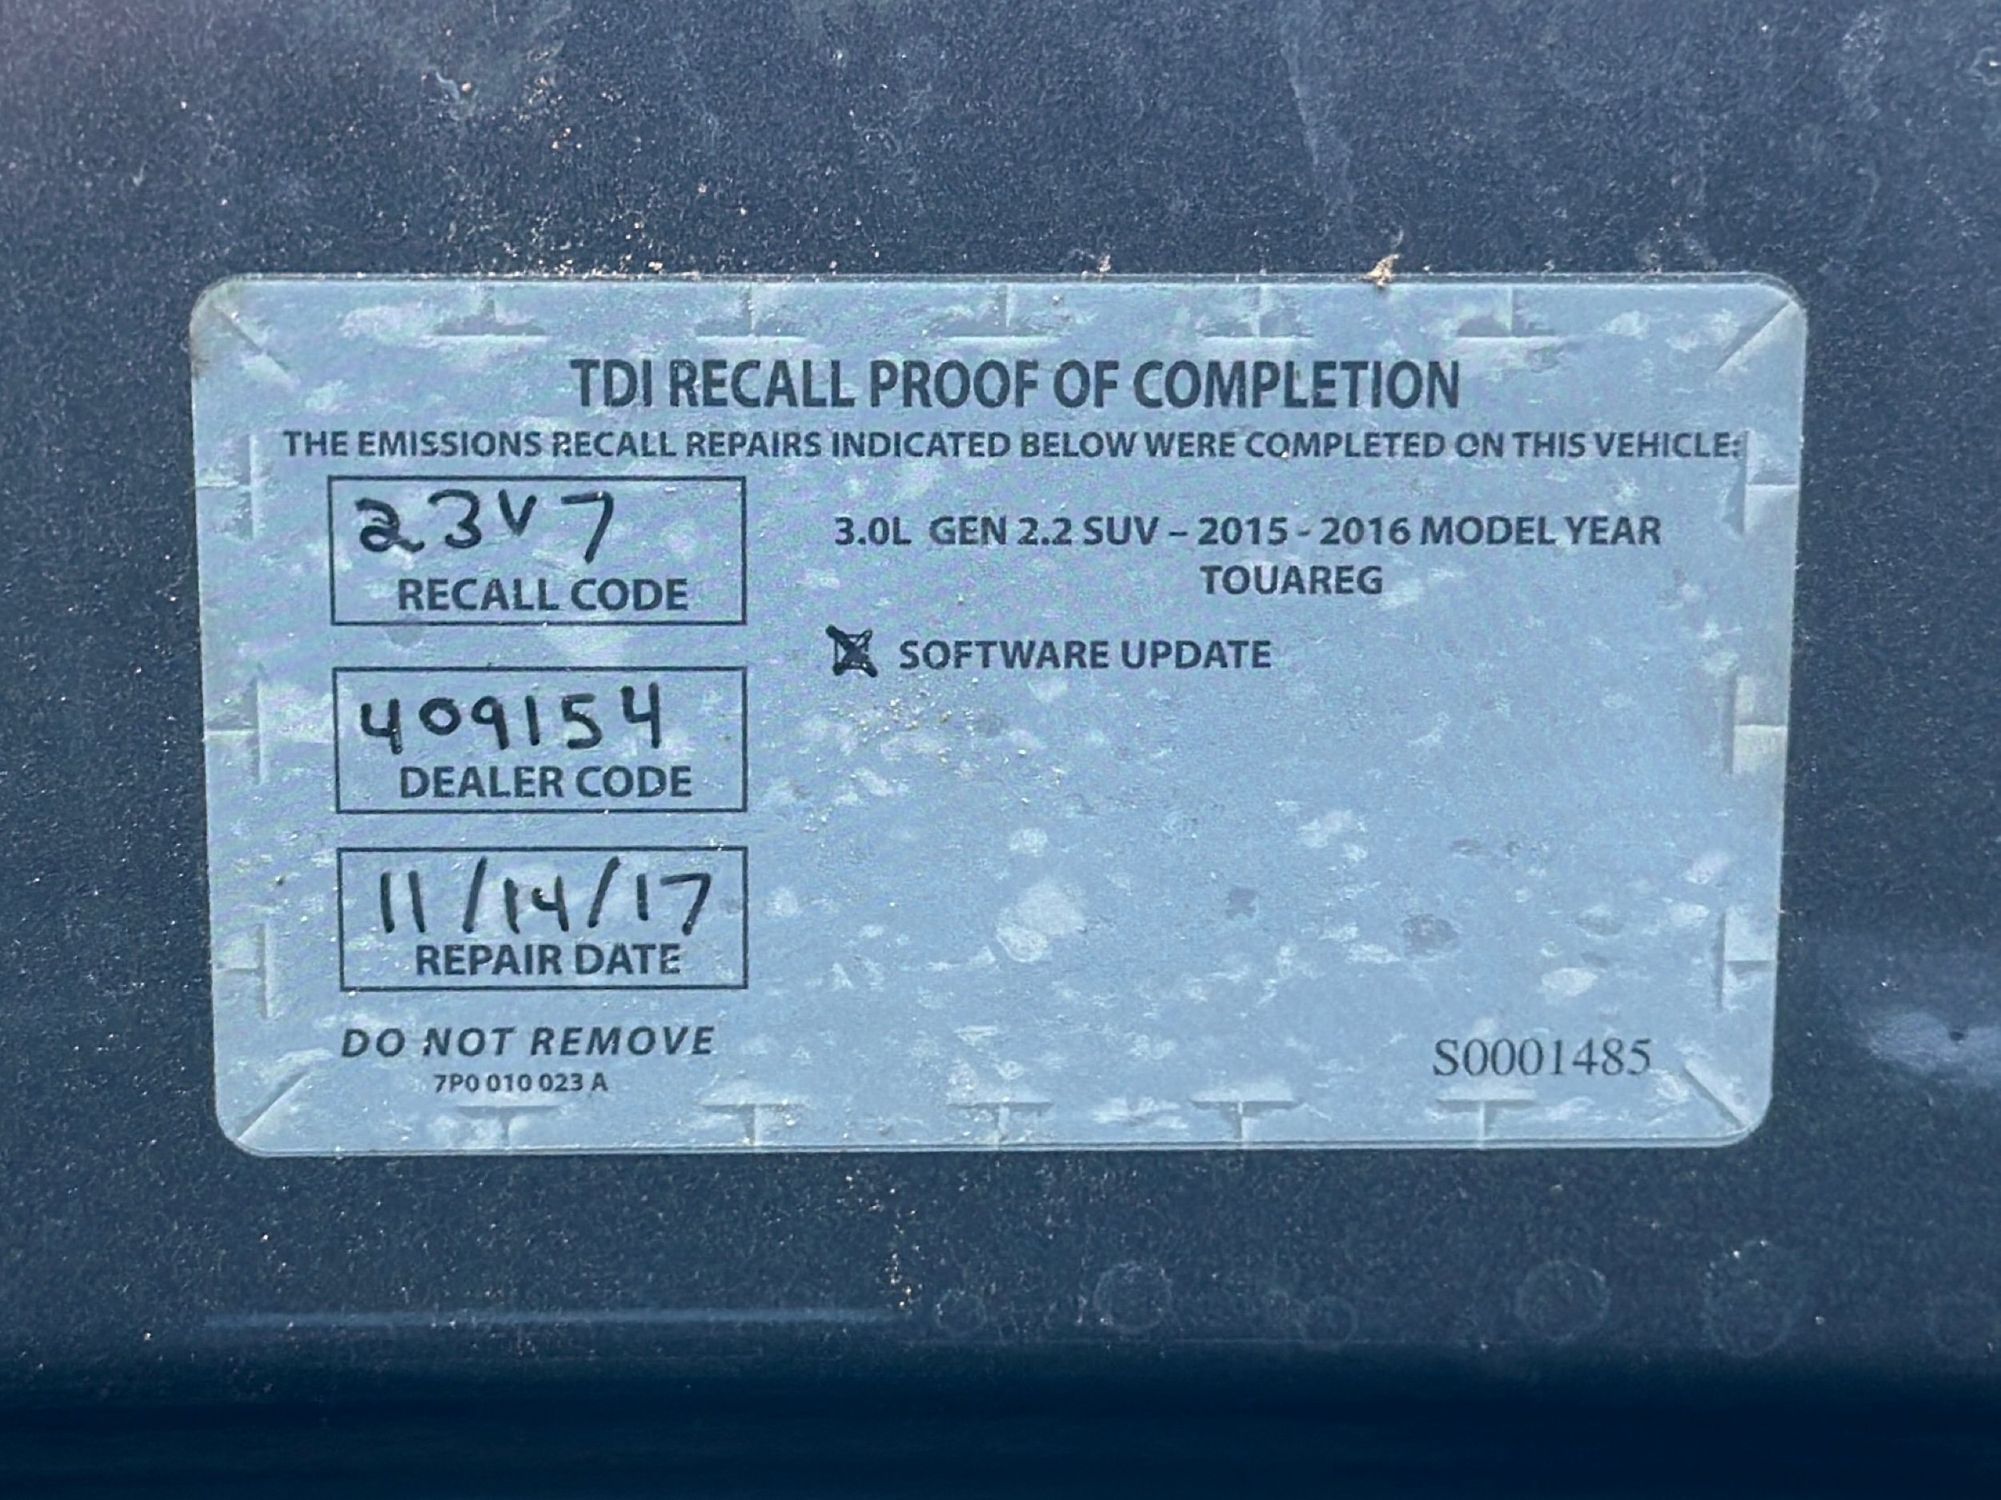 TDI RECALL PROOF OF COMPLETION
THE EMISSIONS RECALL REPAIRS INDICATED BELOW WERE COMPLETED ON THIS VEHICLE:
23V7
RECALL CODE
3.0L GEN 2.2 SUV – 2015 - 2016 MODEL YEAR
TOUAREG
SOFTWARE UPDATE
409154
DEALER CODE
11/14/17
REPAIR DATE
DO NOT REMOVE
7P0 010 023 A
S0001485